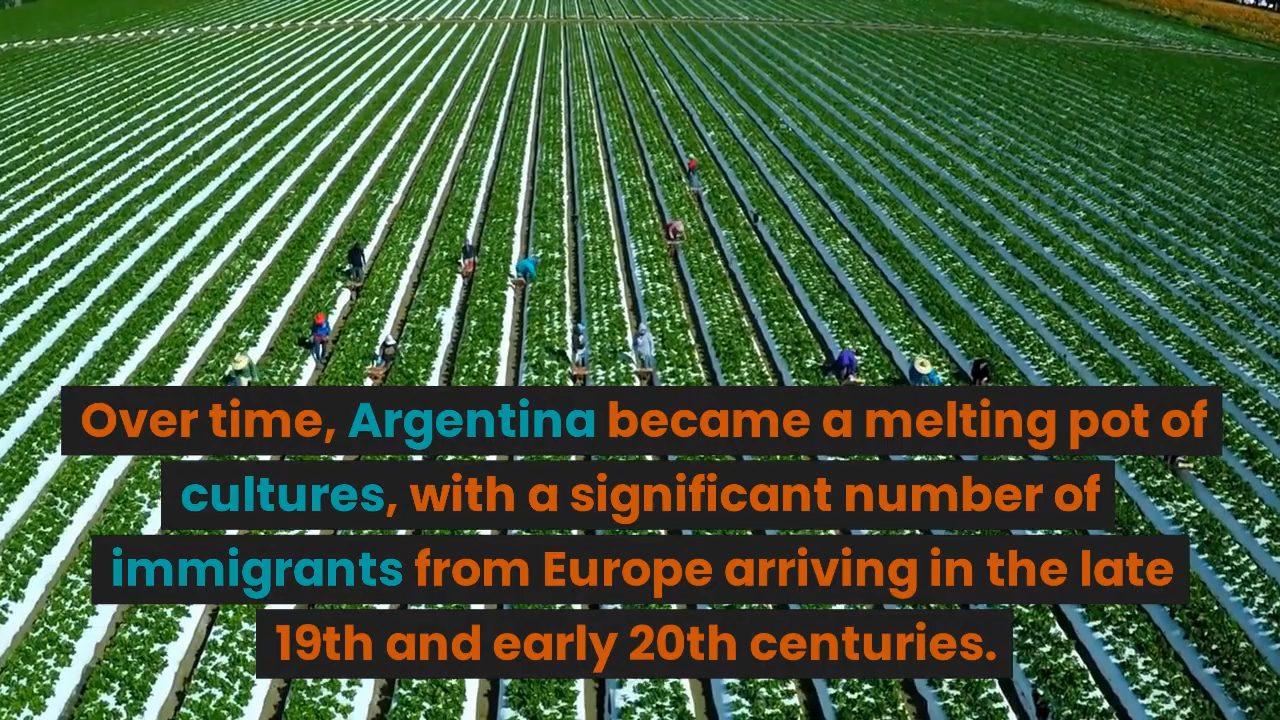 Over time, Argentina became a melting pot of
cultures, with a significant number of
immigrants from Europe arriving in the late
19th and early 20th centuries.